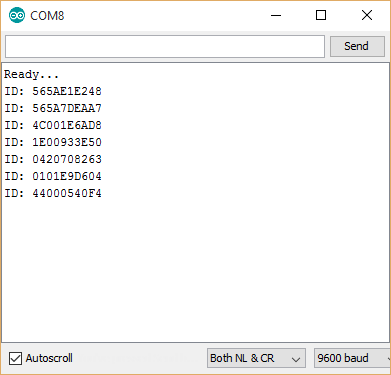 COM8
Send
Ready...
ID: 565AE1E248
ID: 565A7DEAA7
ID: 4C001E6AD8
ID: 1E00933E50
ID: 0420708263
ID: 0101E9D604
ID: 44000540F4
Autoscroll Both NL & CR 9600 baud